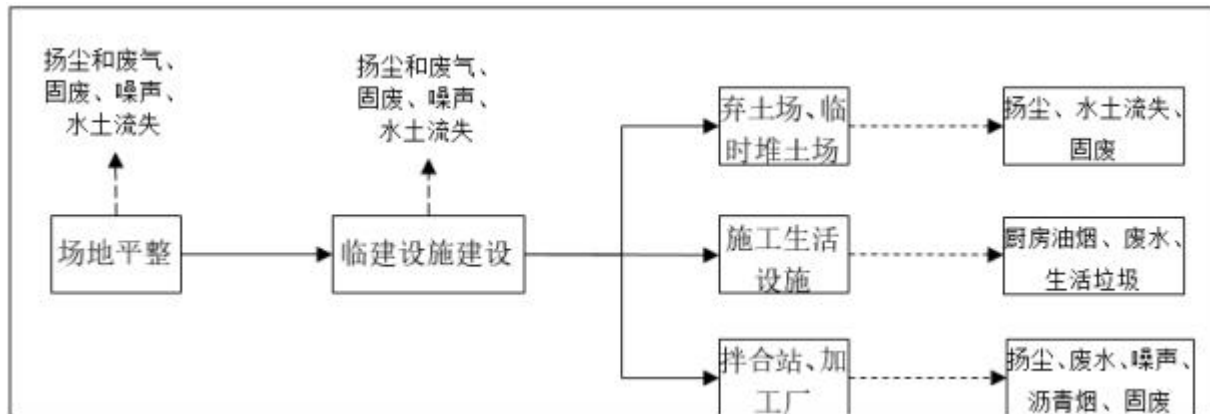 扬尘和废气、
固废、噪声、
水土流失
扬尘和废气、
固废、噪声、
水土流失
场地平整
临建设施建设
弃土场、临
时堆土场
扬尘、水土流失、
固废
施工生活
设施
厨房油烟、废水、
生活垃圾
拌合站、加
工厂
扬尘、废水、噪声、
沥青烟、固废